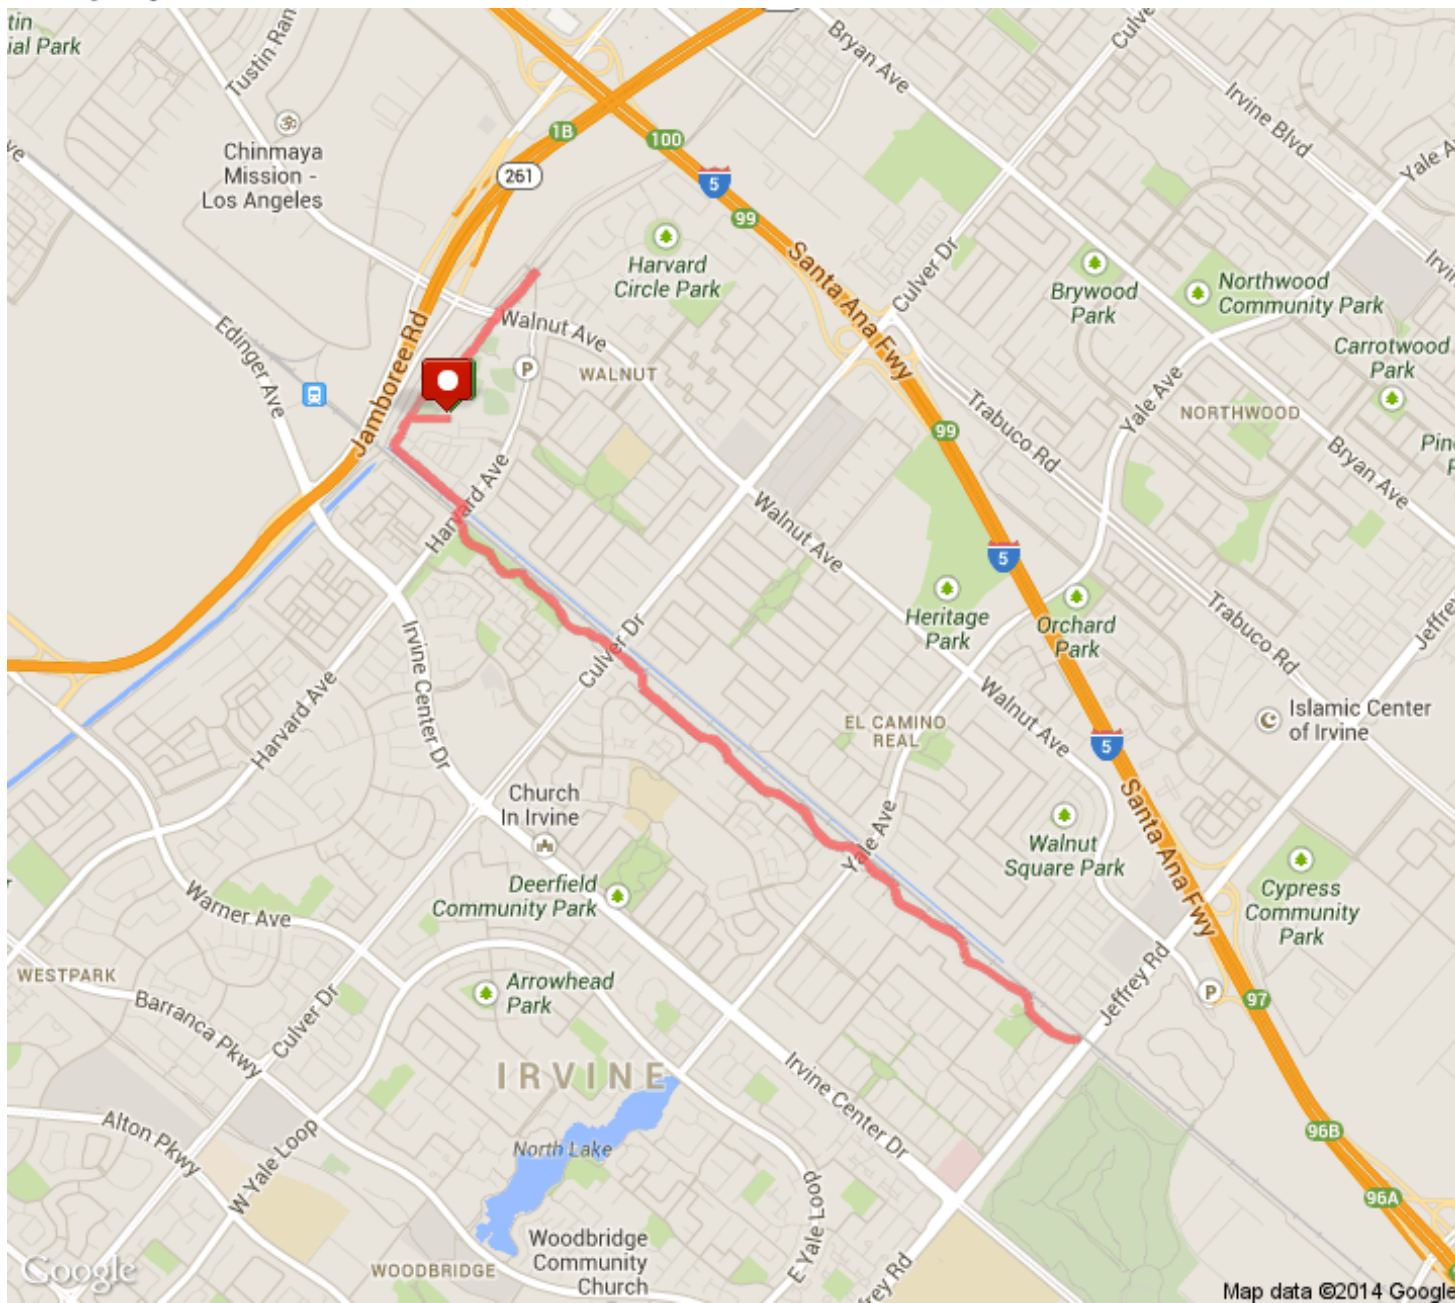 tin
ial Park
Tustin Ran
Chinmaya
Mission -
Los Angeles
1B
261
100
5
99
Bryan Ave
Culve
Irvine Blvd
Yale A
Santa Ana Fwy
Culver Dr
Harvard
Circle Park
Brywood
Park
Northwood
Community Park
Irvin
Carrotwood
Park
Edinger Ave
Jamboree Rd
Walnut Ave
P
WALNUT
Trabuco Rd
Yale Ave
NORTHWOOD
99
Bryan Ave
Pin
Harvard Ave
Walnut Ave
5
Heritage
Park
Orchard
Park
Trabuco Rd
Jeffrey
Irvine Center Dr
Culver Dr
Harvard Ave
EL CAMINO
REAL
Walnut Ave
5
Islamic Center
of Irvine
Church
In Irvine
Yale Ave
Walnut
Square Park
Santa Ana Fwy
Deerfield
Community Park
Cypress
Community
Park
Warner Ave
WESTPARK
Arrowhead
Park
Jeffrey Rd
P
97
Barranca Pkwy
Culver Dr
IRVINE
Irvine Center Dr
96B
Alton Pkwy
W Yale Loop
North Lake
E Yale Loop
96A
Woodbridge
Community
Church
WOODBRIDGE
frey Rd
Google
Map data ©2014 Google